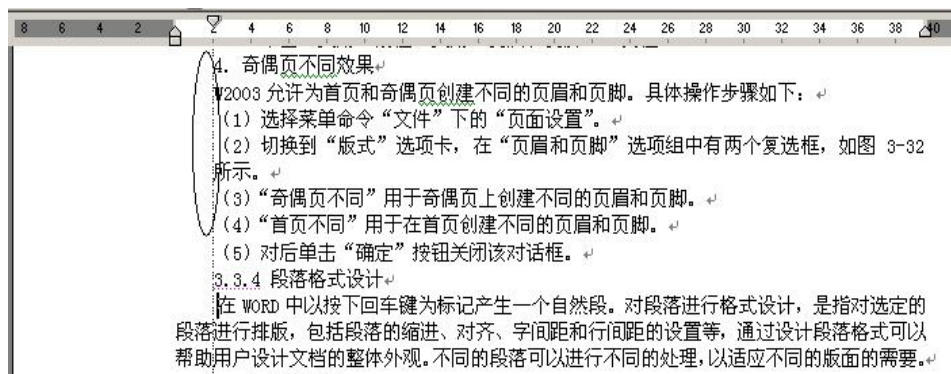 8 6 4 2 2 4 6 8 10 12 14 16 18 20 22 24 26 28 30 32 34 36 38 40
4. 奇偶页不同效果↵
W2003 允许为首页和奇偶页创建不同的页眉和页脚。具体操作步骤如下：↵
(1) 选择菜单命令“文件”下的“页面设置”。↵
(2) 切换到“版式”选项卡，在“页眉和页脚”选项组中有两个复选框，如图 3-32
所示。↵
(3)“奇偶页不同”用于奇偶页上创建不同的页眉和页脚。↵
(4)“首页不同”用于在首页创建不同的页眉和页脚。↵
(5) 对后单击“确定”按钮关闭该对话框。↵
3.3.4 段落格式设计↵
在 WORD 中以按下回车键为标记产生一个自然段。对段落进行格式设计，是指对选定的
段落进行排版，包括段落的缩进、对齐、字间距和行间距的设置等，通过设计段落格式可以
帮助用户设计文档的整体外观。不同的段落可以进行不同的处理，以适应不同的版面的需要。↵